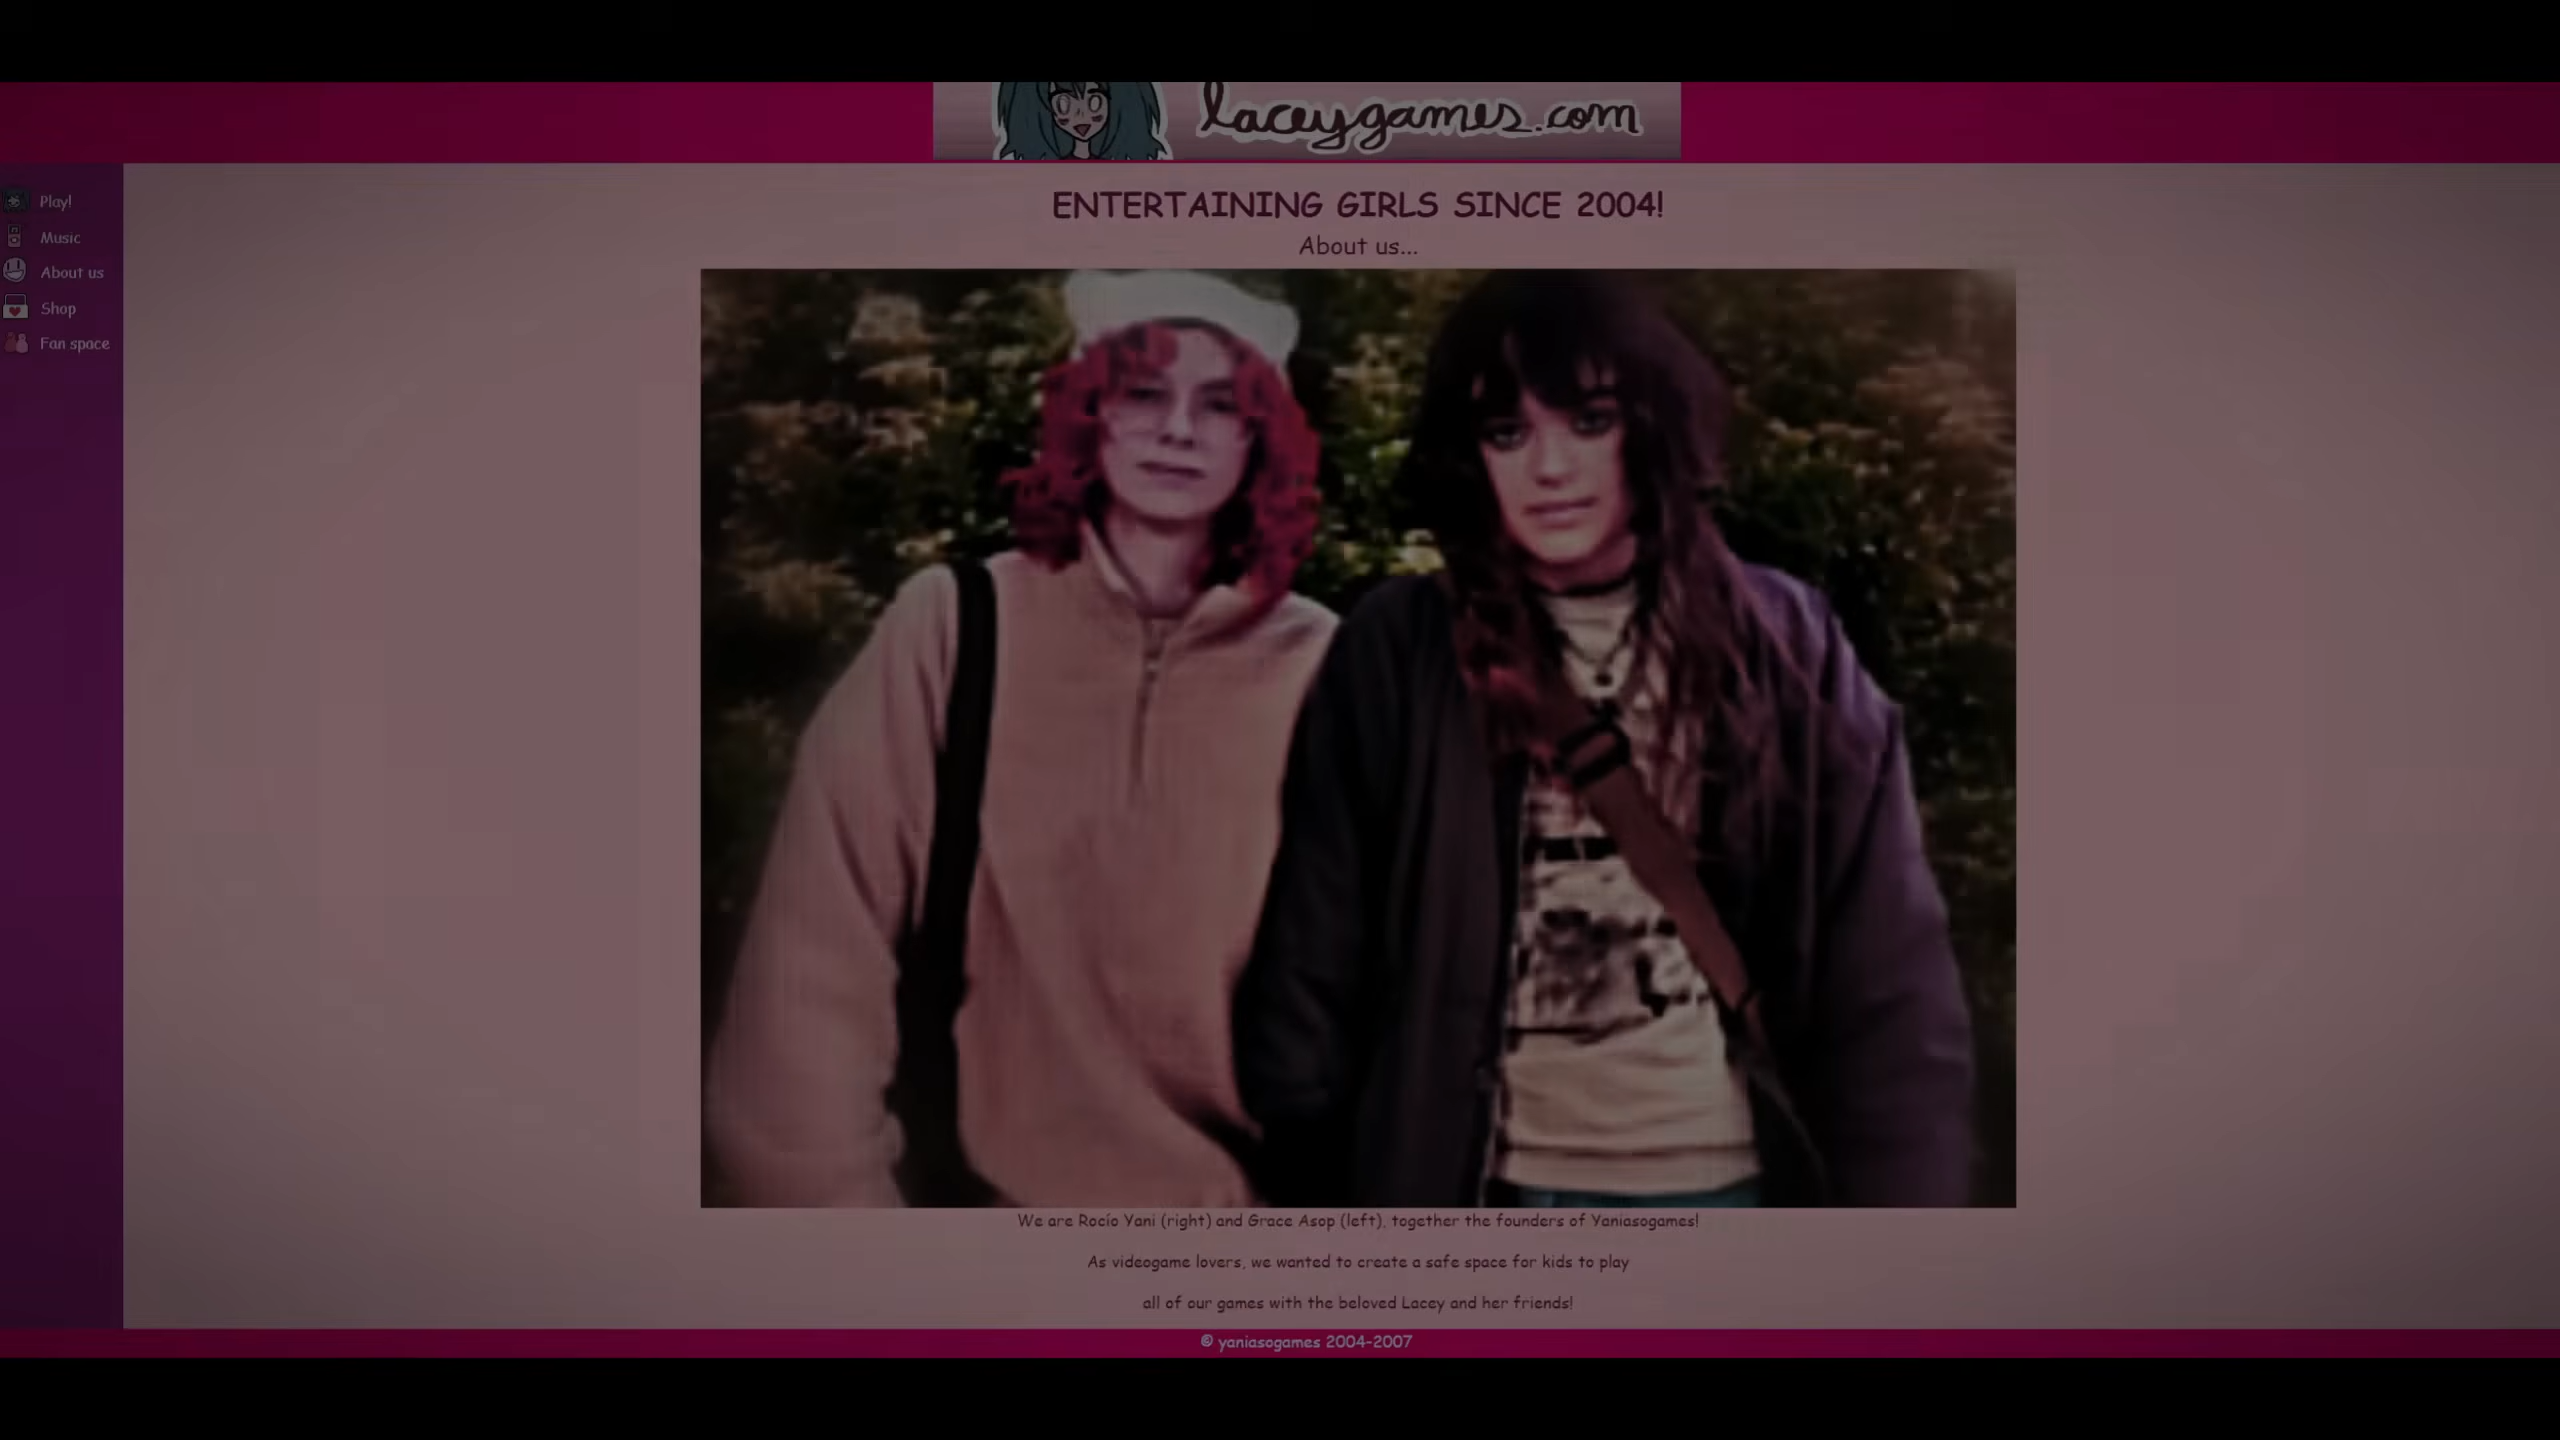 laceygames.com
ENTERTAINING GIRLS SINCE 2004!
About us...
Play!
Music
About us
Shop
Fan space
We are Rocío Yani (right) and Grace Asop (left), together the founders of Yaniasogames!
As videogame lovers, we wanted to create a safe space for kids to play
all of our games with the beloved Lacey and her friends!
© yaniasogames 2004-2007